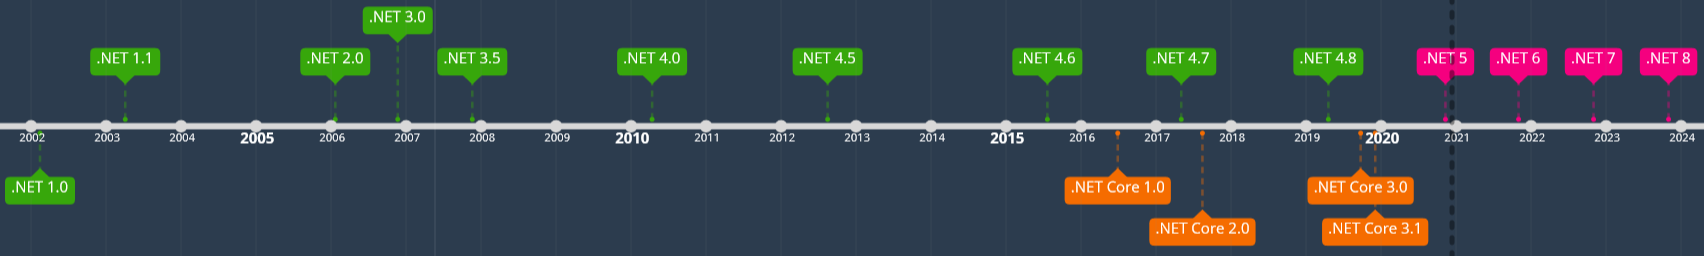 .NET 3.0
.NET 1.1
.NET 2.0
.NET 3.5
.NET 4.0
.NET 4.5
.NET 4.6
.NET 4.7
.NET 4.8
.NET 5
.NET 6
.NET 7
.NET 8
2002
2003
2004
2005
2006
2007
2008
2009
2010
2011
2012
2013
2014
2015
2016
2017
2018
2019
2020
2021
2022
2023
2024
.NET 1.0
.NET Core 1.0
.NET Core 3.0
.NET Core 2.0
.NET Core 3.1